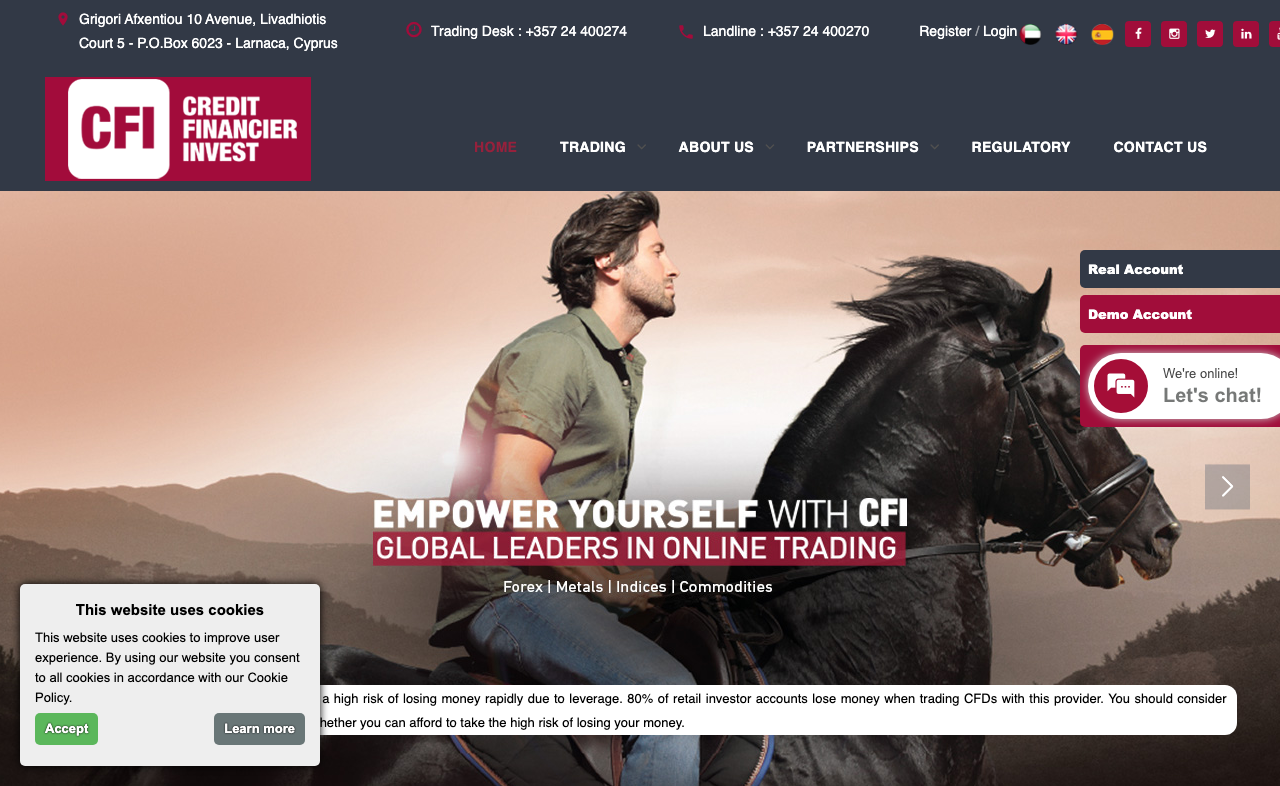 Grigori Afxentiou 10 Avenue, Livadhiotis
Court 5 - P.O.Box 6023 - Larnaca, Cyprus
Trading Desk : +357 24 400274
Landline : +357 24 400270
Register / Login
CFI
CREDIT
FINANCIER
INVEST
HOME
TRADING
ABOUT US
PARTNERSHIPS
REGULATORY
CONTACT US
Real Account
Demo Account
We're online!
Let's chat!
EMPOWER YOURSELF WITH CFI
GLOBAL LEADERS IN ONLINE TRADING
Forex | Metals | Indices | Commodities
This website uses cookies
This website uses cookies to improve user
experience. By using our website you consent
to all cookies in accordance with our Cookie
Policy.
Accept
Learn more
a high risk of losing money rapidly due to leverage. 80% of retail investor accounts lose money when trading CFDs with this provider. You should consider
you can afford to take the high risk of losing your money.